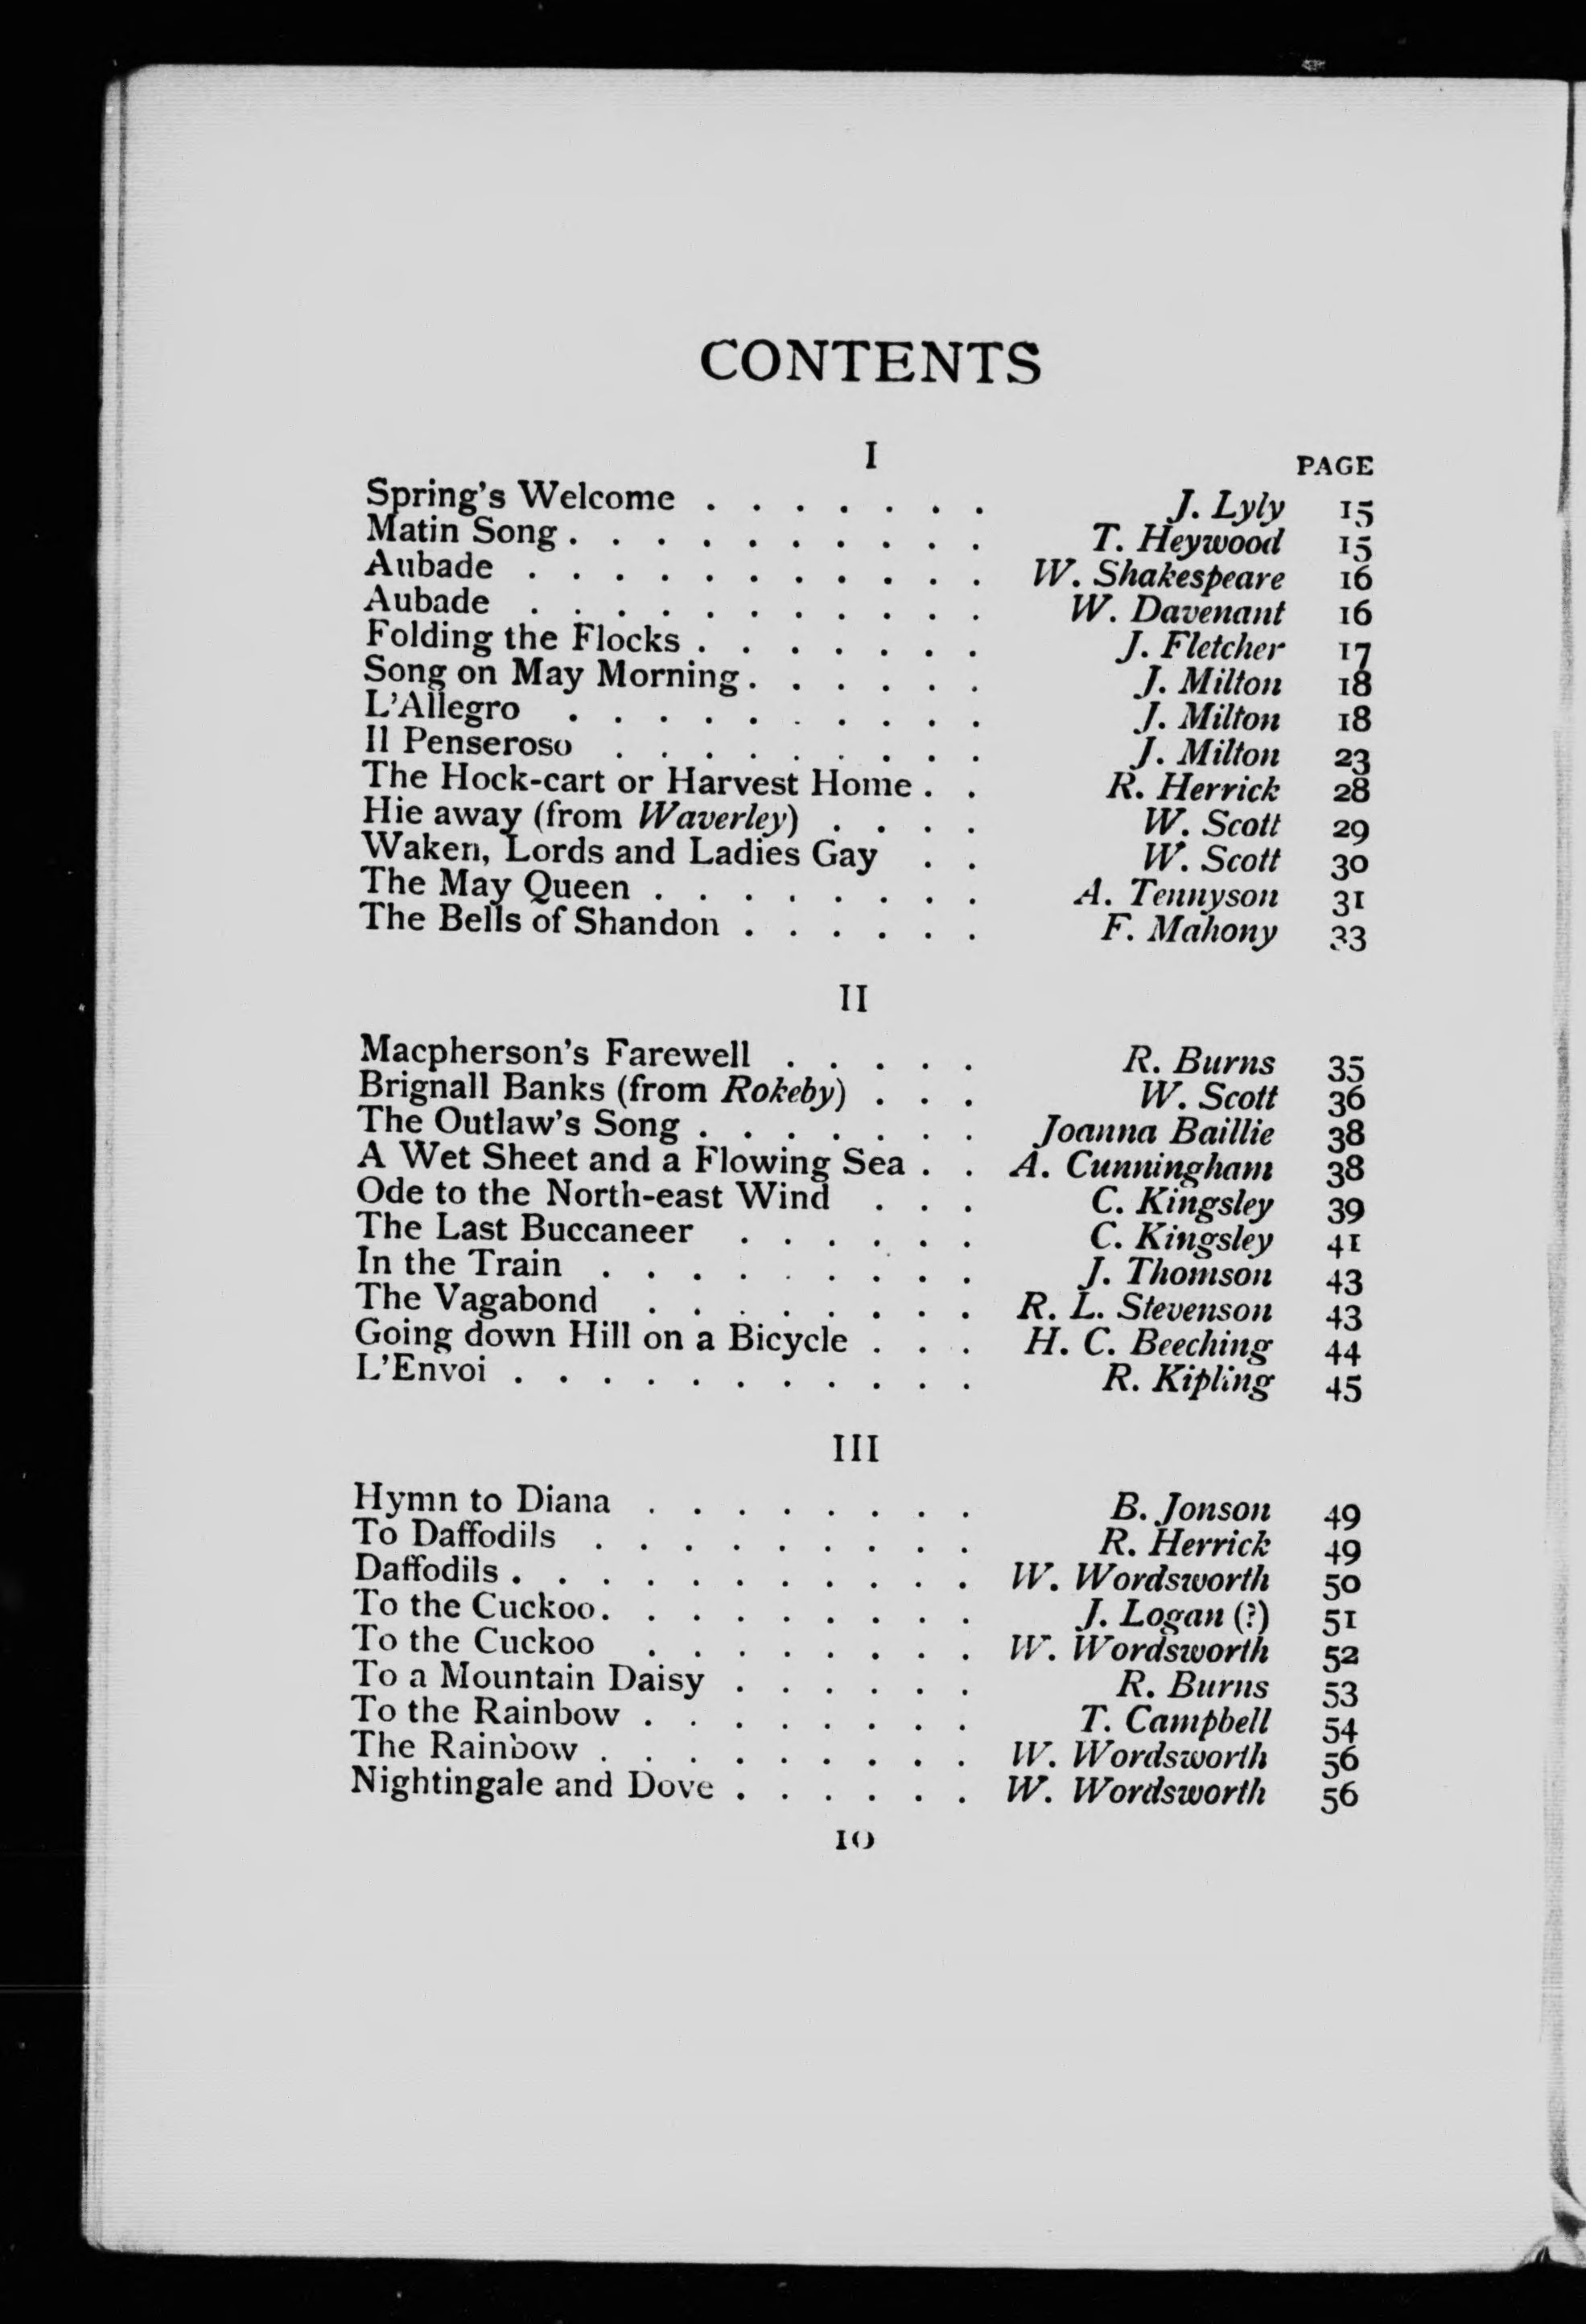 CONTENTS
I
PAGE
Spring's Welcome . . . . . . . J. Lyly 15
Matin Song . . . . . . . . . . T. Heywood 15
Aubade . . . . . . . . . . . W. Shakespeare 16
Aubade . . . . . . . . . . . W. Davenant 16
Folding the Flocks . . . . . . . J. Fletcher 17
Song on May Morning . . . . . . J. Milton 18
L'Allegro . . . . . . . . . . J. Milton 18
Il Penseroso . . . . . . . . . J. Milton 23
The Hock-cart or Harvest Home . . R. Herrick 28
Hie away (from Waverley) . . . . W. Scott 29
Waken, Lords and Ladies Gay . . W. Scott 30
The May Queen . . . . . . . . A. Tennyson 31
The Bells of Shandon . . . . . . F. Mahony 33
II
Macpherson's Farewell . . . . . R. Burns 35
Brignall Banks (from Rokeby) . . . W. Scott 36
The Outlaw's Song . . . . . . . Joanna Baillie 38
A Wet Sheet and a Flowing Sea . . A. Cunningham 38
Ode to the North-east Wind . . . C. Kingsley 39
The Last Buccaneer . . . . . . C. Kingsley 41
In the Train . . . . . . . . . J. Thomson 43
The Vagabond . . . . . . . . R. L. Stevenson 43
Going down Hill on a Bicycle . . . H. C. Beeching 44
L'Envoi . . . . . . . . . . . R. Kipling 45
III
Hymn to Diana . . . . . . . . B. Jonson 49
To Daffodils . . . . . . . . . R. Herrick 49
Daffodils . . . . . . . . . . . W. Wordsworth 50
To the Cuckoo . . . . . . . . . J. Logan (?) 51
To the Cuckoo . . . . . . . . W. Wordsworth 52
To a Mountain Daisy . . . . . . R. Burns 53
To the Rainbow . . . . . . . . T. Campbell 54
The Rainbow . . . . . . . . . W. Wordsworth 56
Nightingale and Dove . . . . . . W. Wordsworth 56
10